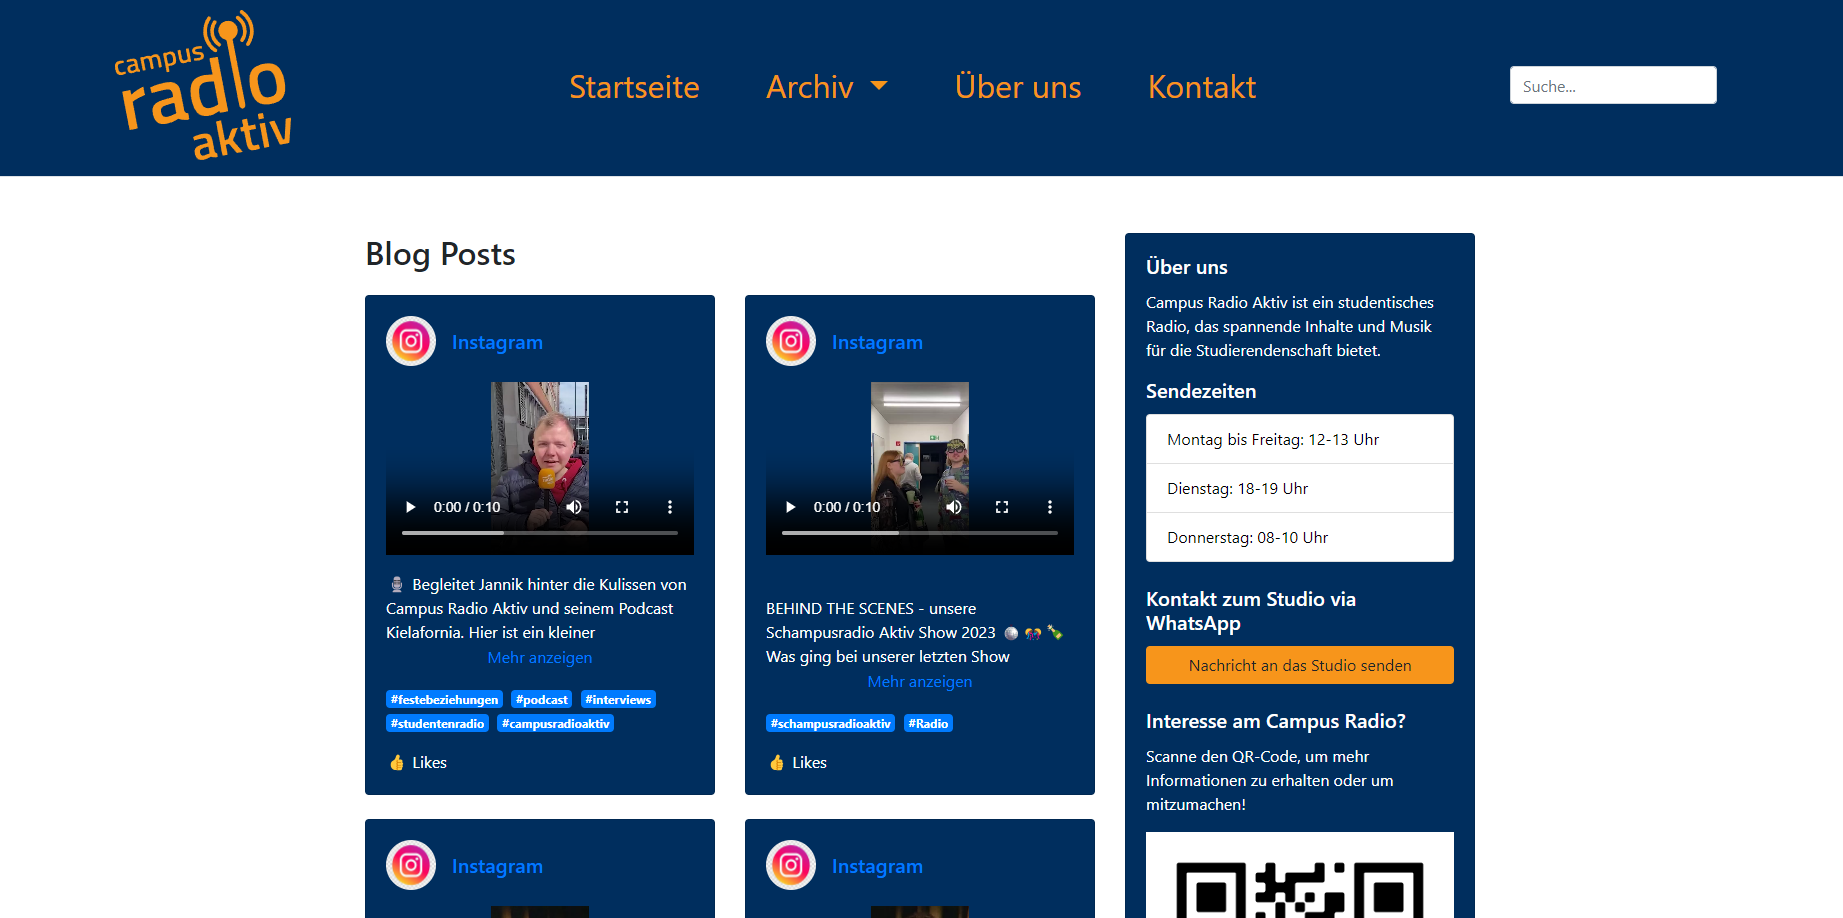 campus
radio
aktiv
Startseite
Archiv
Über uns
Kontakt
Suche...
Blog Posts
Instagram
0:00 / 0:10
🎙️ Begleitet Jannik hinter die Kulissen von
Campus Radio Aktiv und seinem Podcast
Kielafornia. Hier ist ein kleiner
Mehr anzeigen
#festebeziehungen #podcast #interviews
#studentenradio #campusradioaktiv
👍 Likes
Instagram
0:00 / 0:10
BEHIND THE SCENES - unsere
Schampusradio Aktiv Show 2023 🪩 🎊 🍾
Was ging bei unserer letzten Show
Mehr anzeigen
#schampusradioaktiv #Radio
👍 Likes
Instagram
Instagram
Über uns
Campus Radio Aktiv ist ein studentisches
Radio, das spannende Inhalte und Musik
für die Studierendenschaft bietet.
Sendezeiten
Montag bis Freitag: 12-13 Uhr
Dienstag: 18-19 Uhr
Donnerstag: 08-10 Uhr
Kontakt zum Studio via
WhatsApp
Nachricht an das Studio senden
Interesse am Campus Radio?
Scanne den QR-Code, um mehr
Informationen zu erhalten oder um
mitzumachen!